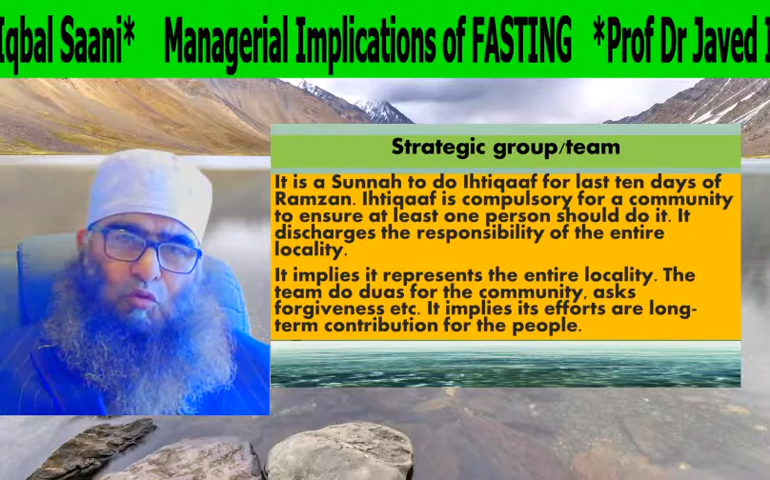 Iqbal Saani* Managerial Implications of FASTING *Prof Dr Javed
Strategic group/team
It is a Sunnah to do Ihtiqaaf for last ten days of
Ramzan. Ihtiqaaf is compulsory for a community
to ensure at least one person should do it. It
discharges the responsibility of the entire
locality.
It implies it represents the entire locality. The
team do duas for the community, asks
forgiveness etc. It implies its efforts are long-
term contribution for the people.